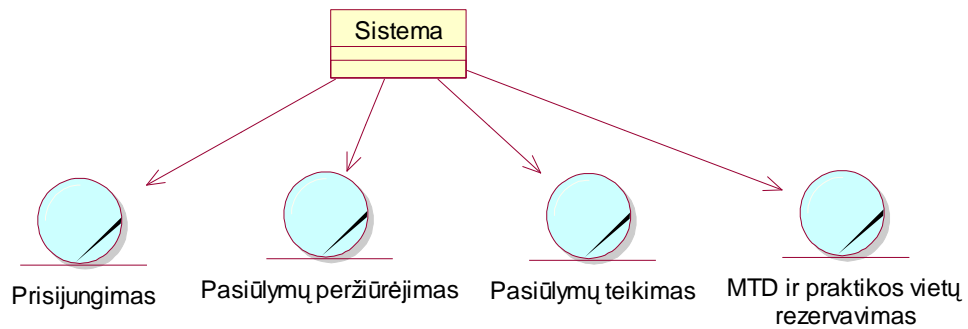 Sistema
Prisijungimas
Pasiūlymų peržiūrėjimas
Pasiūlymų teikimas
MTD ir praktikos vietų
rezervavimas